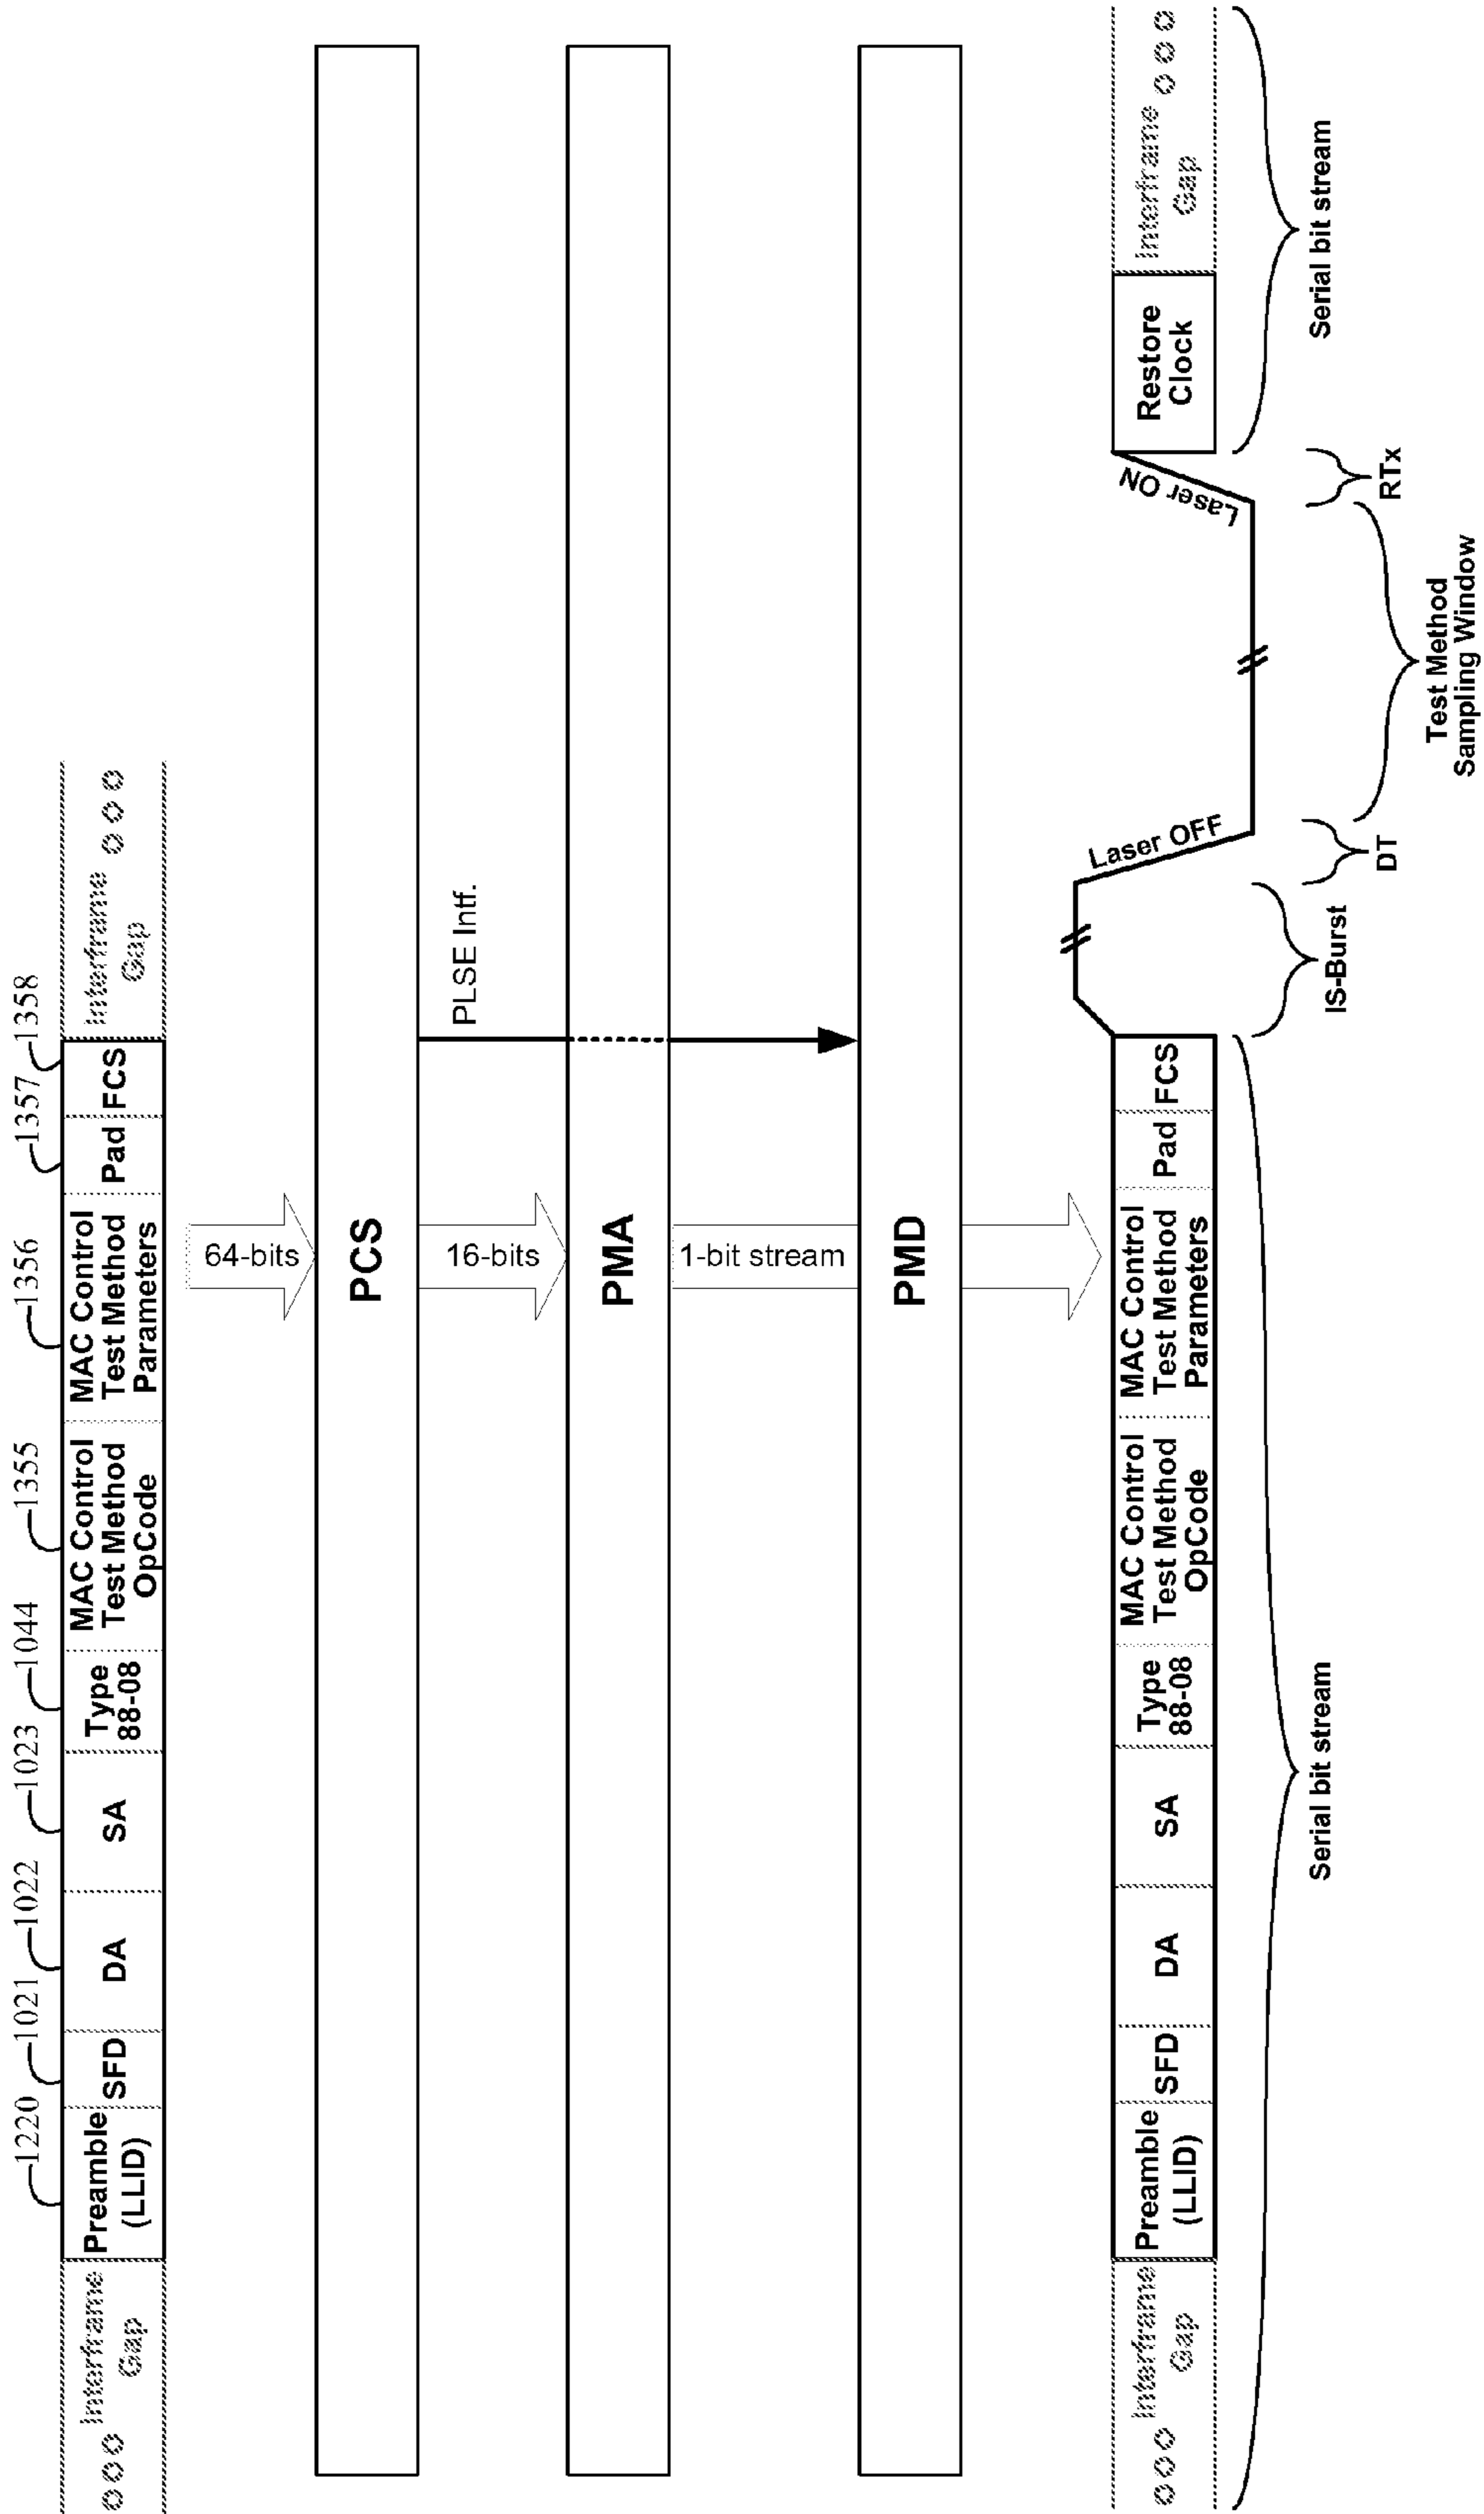 1220
1021
1022
1023
1044
1355
1356
1357
1358
Interframe
Gap
Preamble
(LLID)
SFD
DA
SA
Type
88-08
MAC Control
Test Method
OpCode
MAC Control
Test Method
Parameters
Pad
FCS
Interframe
Gap
64-bits
PCS
16-bits
PLSE Intf.
PMA
1-bit stream
PMD
Interframe
Gap
Preamble
(LLID)
SFD
DA
SA
Type
88-08
MAC Control
Test Method
OpCode
MAC Control
Test Method
Parameters
Pad
FCS
Laser OFF
Laser ON
Restore
Clock
Interframe
Gap
Serial bit stream
IS-Burst
DT
Test Method
Sampling Window
RTx
Serial bit stream